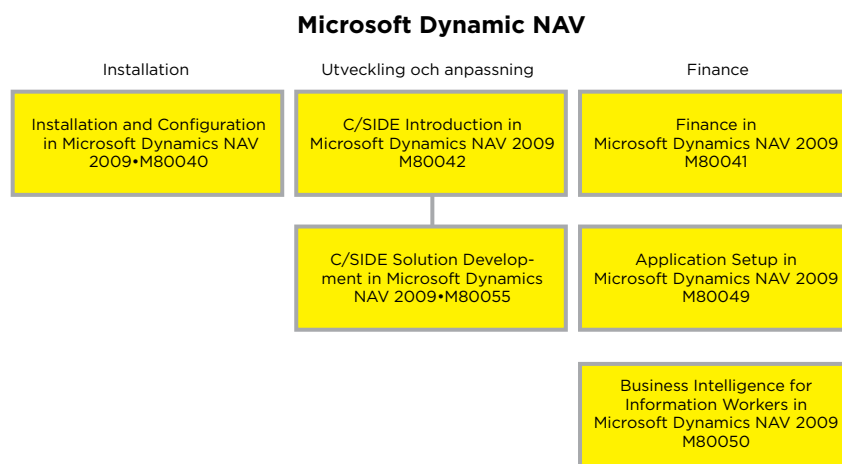 Microsoft Dynamic NAV
Installation
Utveckling och anpassning
Finance
Installation and Configuration
in Microsoft Dynamics NAV
2009•M80040
C/SIDE Introduction in
Microsoft Dynamics NAV 2009
M80042
Finance in
Microsoft Dynamics NAV 2009
M80041
C/SIDE Solution Develop-
ment in Microsoft Dynamics
NAV 2009•M80055
Application Setup in
Microsoft Dynamics NAV 2009
M80049
Business Intelligence for
Information Workers in
Microsoft Dynamics NAV 2009
M80050